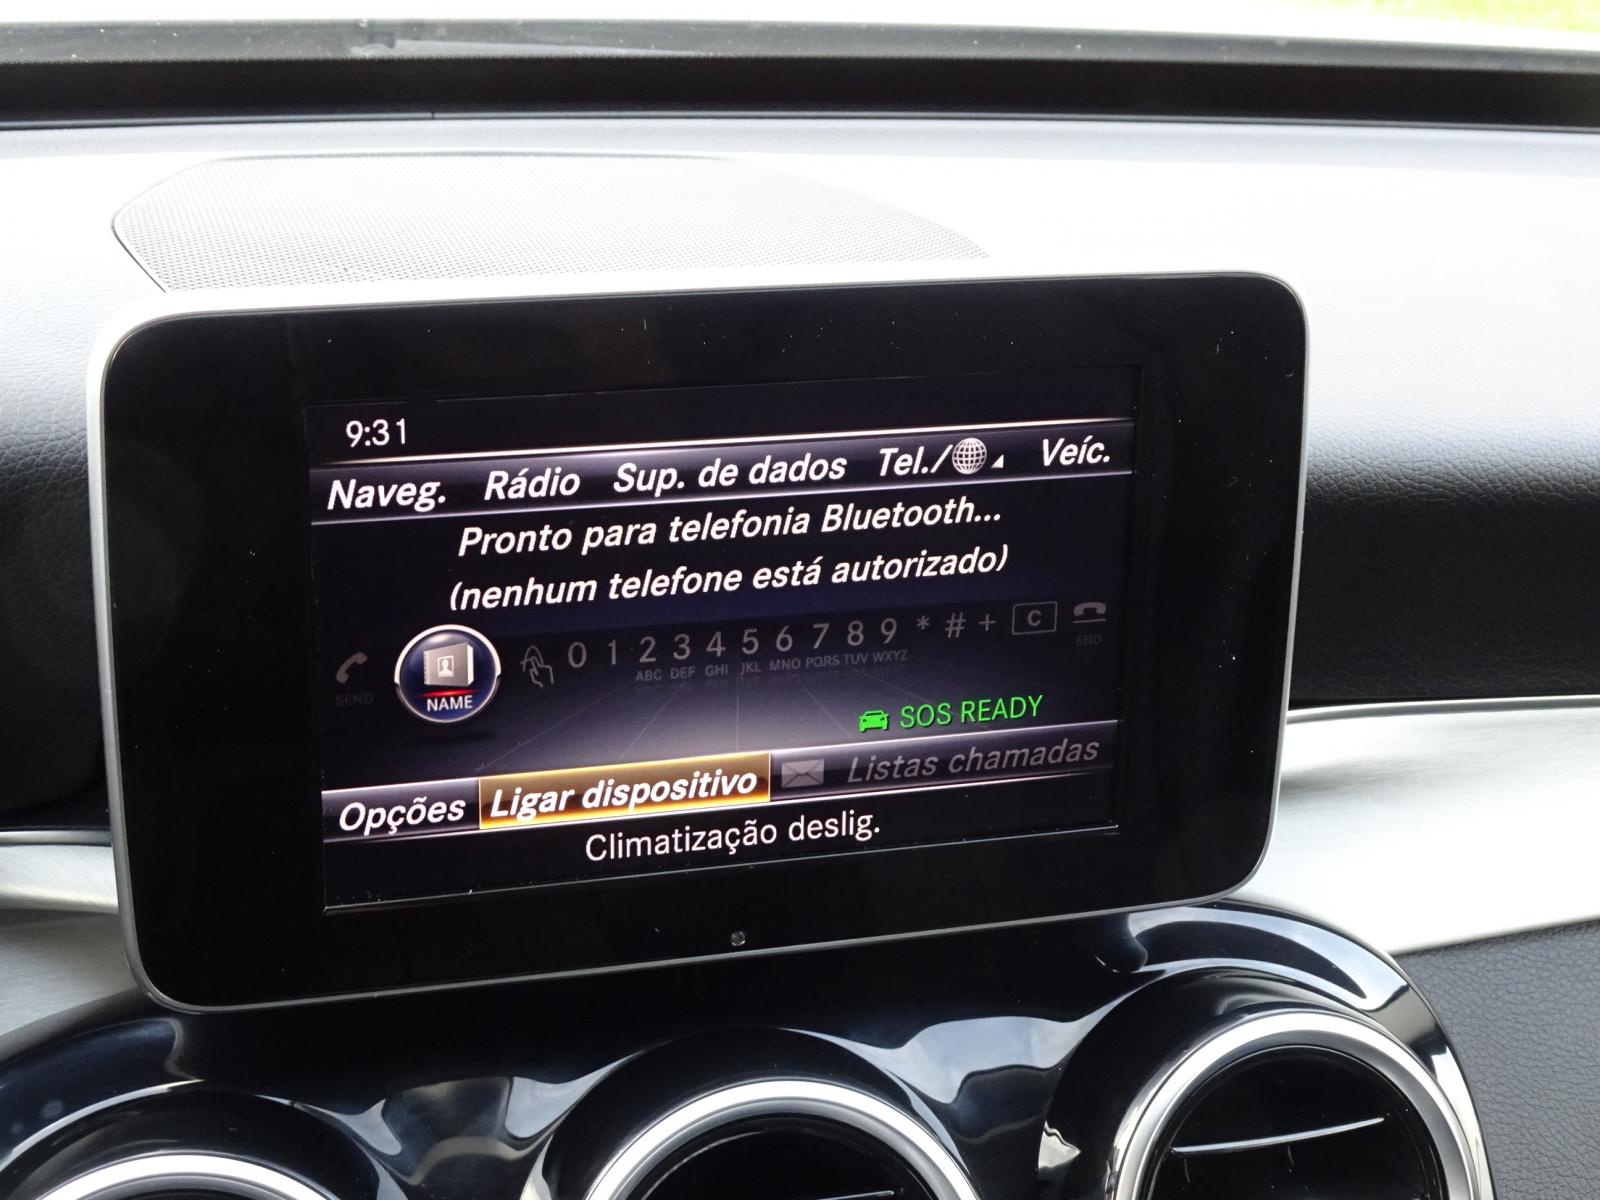 9:31
Naveg. Rádio Sup. de dados Tel./ Veíc.
Pronto para telefonia Bluetooth...
(nenhum telefone está autorizado)
SEND NAME 0 1 2 3 4 5 6 7 8 9 * # + C END
ABC DEF GHI JKL MNO PQRS TUV WXYZ
SOS READY
Opções Ligar dispositivo Listas chamadas
Climatização deslig.